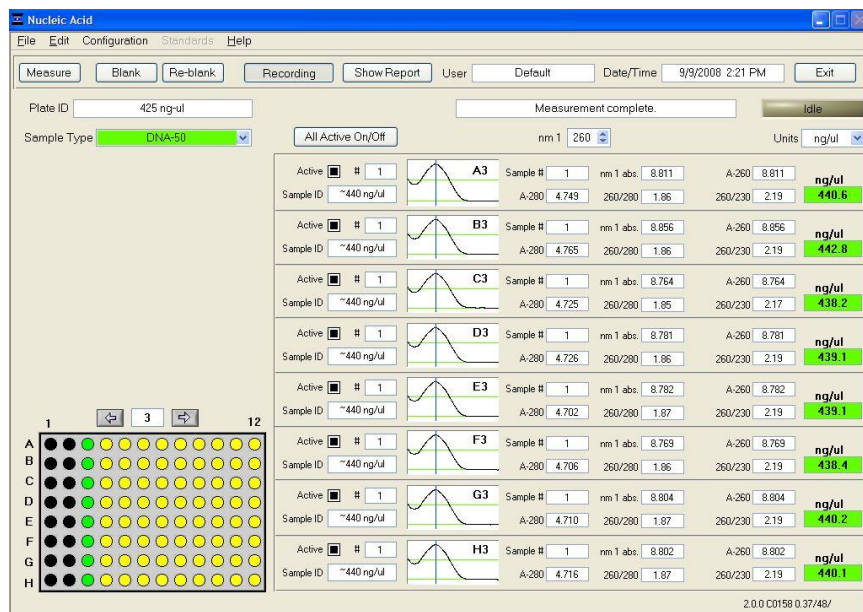 Nucleic Acid
File Edit Configuration Standards Help
Measure Blank Re-blank Recording Show Report User Default Date/Time 9/9/2008 2:21 PM Exit
Plate ID 425 ng-ul Measurement complete. Idle
Sample Type DNA-50 All Active On/Off nm 1 260 Units ng/ul
Active # 1 A3 Sample # 1 nm 1 abs. 8.811 A-260 8.811 ng/ul
Sample ID ~440 ng/ul A-280 4.749 260/280 1.86 260/230 2.19 440.6
Active # 1 B3 Sample # 1 nm 1 abs. 8.856 A-260 8.856 ng/ul
Sample ID ~440 ng/ul A-280 4.765 260/280 1.86 260/230 2.19 442.8
Active # 1 C3 Sample # 1 nm 1 abs. 8.764 A-260 8.764 ng/ul
Sample ID ~440 ng/ul A-280 4.725 260/280 1.85 260/230 2.17 438.2
Active # 1 D3 Sample # 1 nm 1 abs. 8.781 A-260 8.781 ng/ul
Sample ID ~440 ng/ul A-280 4.726 260/280 1.86 260/230 2.19 439.1
Active # 1 E3 Sample # 1 nm 1 abs. 8.782 A-260 8.782 ng/ul
Sample ID ~440 ng/ul A-280 4.702 260/280 1.87 260/230 2.19 439.1
Active # 1 F3 Sample # 1 nm 1 abs. 8.769 A-260 8.769 ng/ul
Sample ID ~440 ng/ul A-280 4.706 260/280 1.86 260/230 2.19 438.4
Active # 1 G3 Sample # 1 nm 1 abs. 8.804 A-260 8.804 ng/ul
Sample ID ~440 ng/ul A-280 4.710 260/280 1.87 260/230 2.19 440.2
Active # 1 H3 Sample # 1 nm 1 abs. 8.802 A-260 8.802 ng/ul
Sample ID ~440 ng/ul A-280 4.716 260/280 1.87 260/230 2.19 440.1
1 3 12
A
B
C
D
E
F
G
H
2.0.0 C0158 0.37/48/